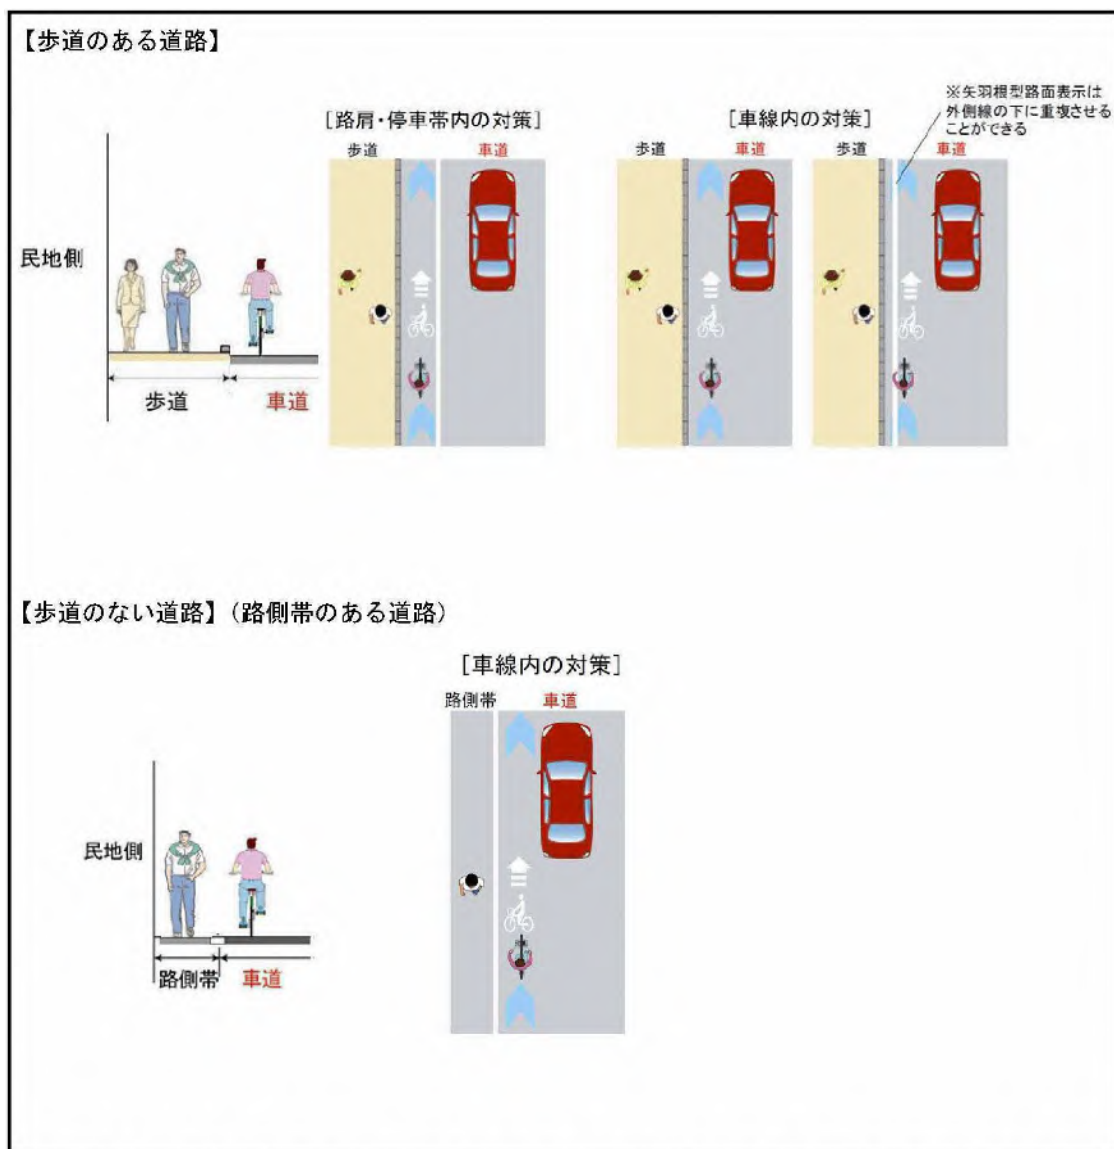 【歩道のある道路】
※矢羽根型路面表示は
外側線の下に重複させる
ことができる
[路肩・停車帯内の対策]
[車線内の対策]
歩道
車道
歩道
車道
歩道
車道
民地側
歩道
車道
【歩道のない道路】（路側帯のある道路）
[車線内の対策]
路側帯
車道
民地側
路側帯
車道